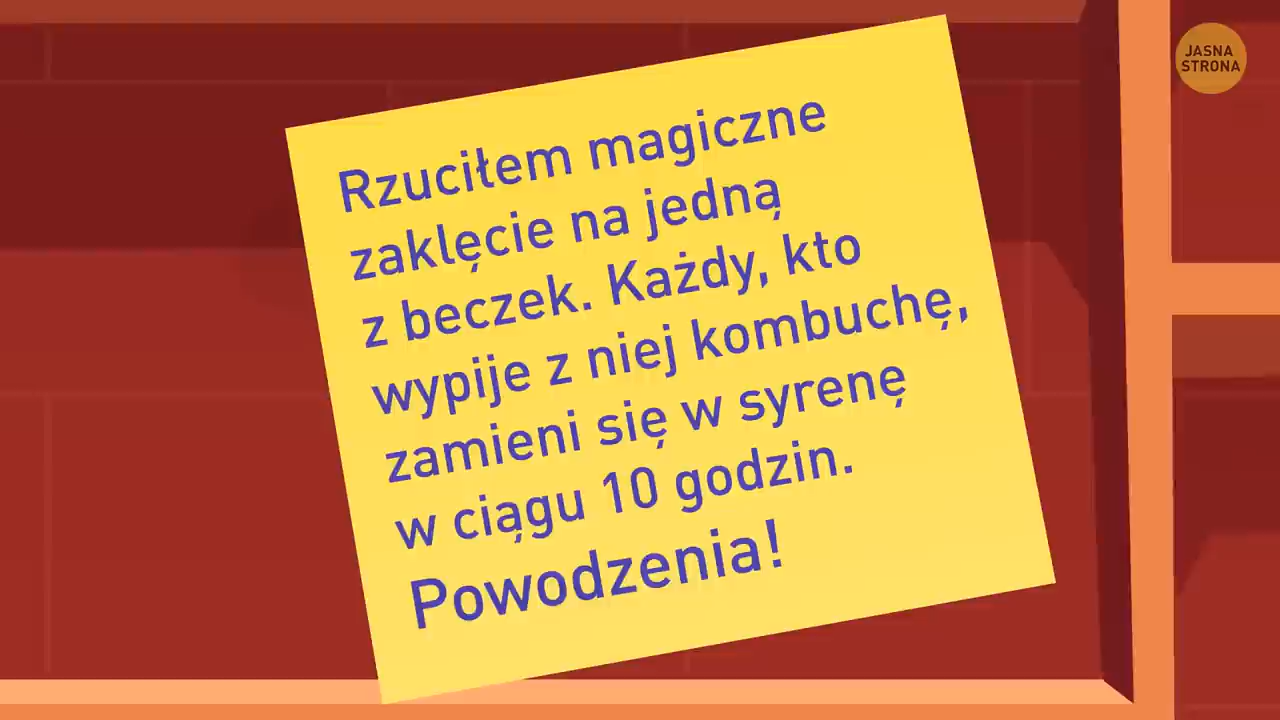 Rzuciłem magiczne
zaklęcie na jedną
z beczek. Każdy, kto
wypije z niej kombuchę,
zamieni się w syrenę
w ciągu 10 godzin.
Powodzenia!
JASNA
STRONA